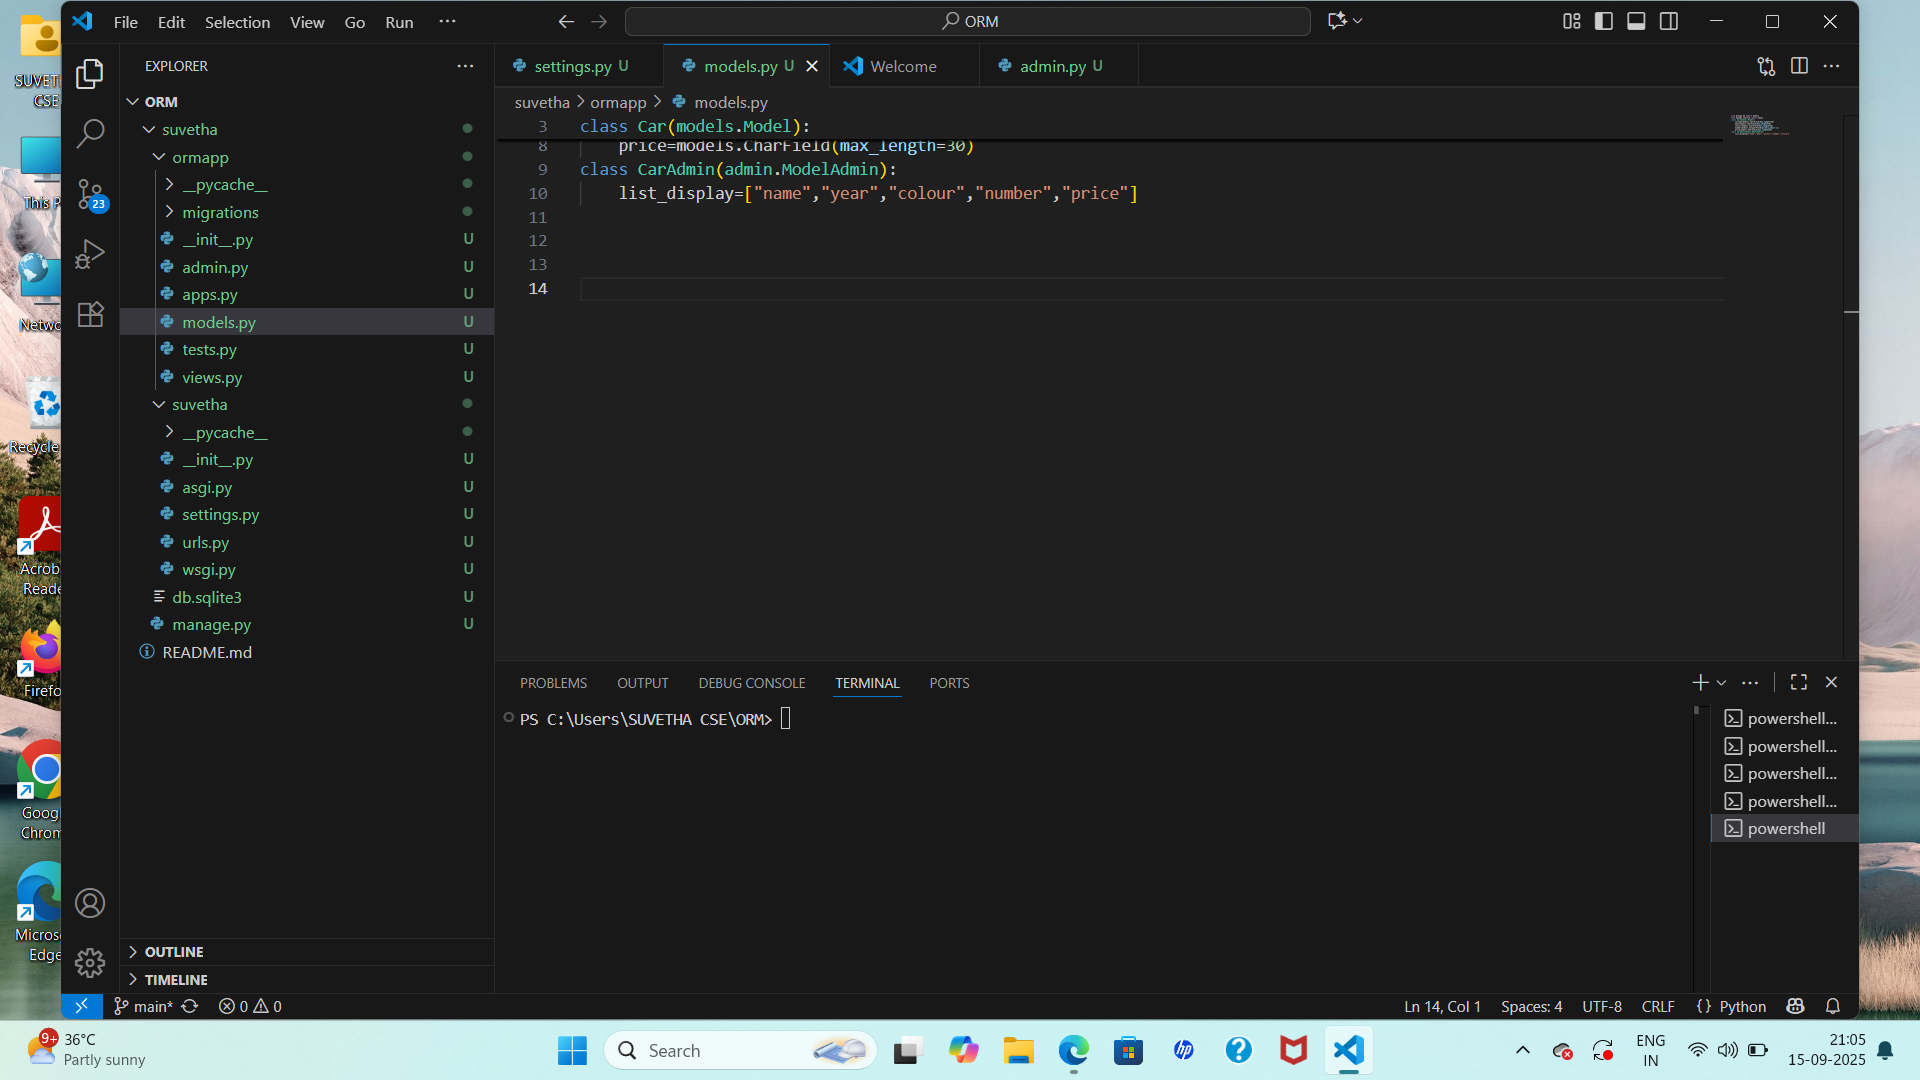 File Edit Selection View Go Run ···
ORM
EXPLORER
ORM
suvetha
ormapp
__pycache__
migrations
__init__.py U
admin.py U
apps.py U
models.py U
tests.py U
views.py U
suvetha
__pycache__
__init__.py U
asgi.py U
settings.py U
urls.py U
wsgi.py U
db.sqlite3 U
manage.py U
README.md
OUTLINE
TIMELINE
23
settings.py U
models.py U
Welcome
admin.py U
suvetha > ormapp > models.py
3 class Car(models.Model):
8 price=models.CharField(max_length=30)
9 class CarAdmin(admin.ModelAdmin):
10 list_display=["name","year","colour","number","price"]
11
12
13
14
PROBLEMS OUTPUT DEBUG CONSOLE TERMINAL PORTS
PS C:\Users\SUVETHA CSE\ORM>
powershell...
powershell...
powershell...
powershell...
powershell
main* 0 0
Ln 14, Col 1 Spaces: 4 UTF-8 CRLF {} Python
CSE
This P
Netwo
Recycle
Acrob
Reade
Firefo
Goog
Chrom
Micros
Edge
9+
36°C
Partly sunny
Search
hp
ENG
IN
21:05
15-09-2025